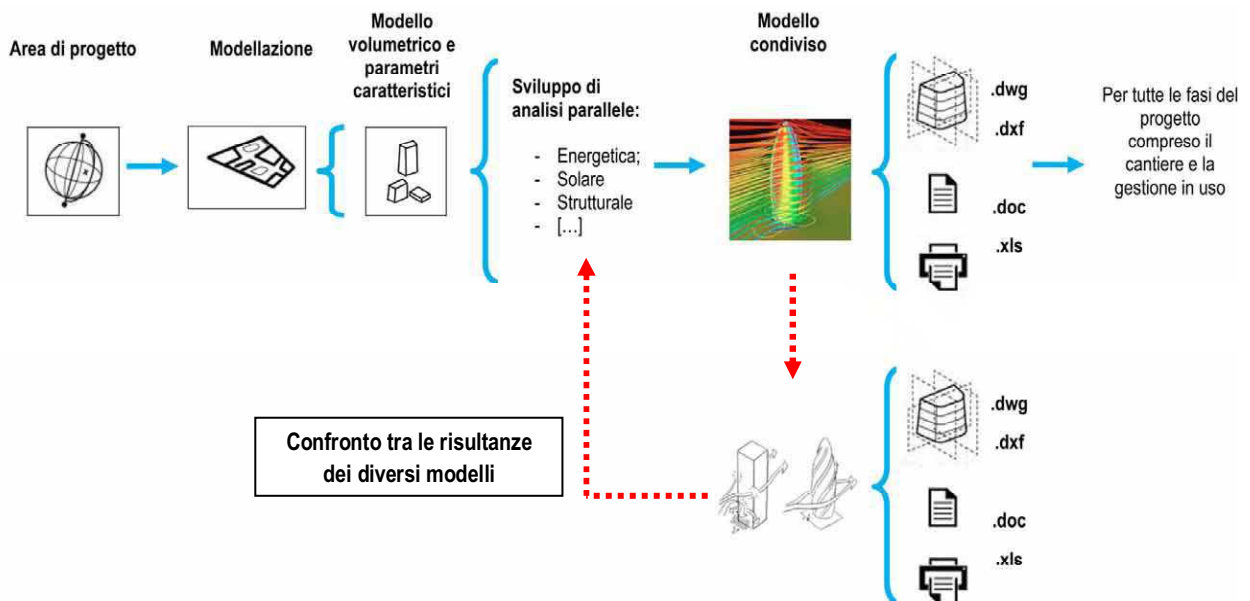 Area di progetto
Modellazione
Modello
volumetrico e
parametri
caratteristici
Sviluppo di
analisi parallele:
- Energetica;
- Solare
- Strutturale
- [...]
Modello
condiviso
.dwg
.dxf
.doc
.xls
Per tutte le fasi del
progetto
compreso il
cantiere e la
gestione in uso
Confronto tra le risultanze
dei diversi modelli
.dwg
.dxf
.doc
.xls